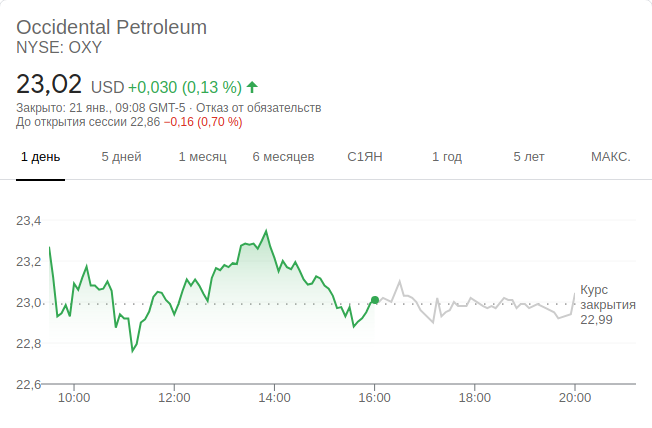 Occidental Petroleum
NYSE: OXY
23,02 USD +0,030 (0,13 %)
Закрыто: 21 янв., 09:08 GMT-5 · Отказ от обязательств
До открытия сессии 22,86 −0,16 (0,70 %)
1 день 5 дней 1 месяц 6 месяцев С1ЯН 1 год 5 лет МАКС.
23,4
23,2
23,0
22,8
22,6
Курс
закрытия
22,99
10:00 12:00 14:00 16:00 18:00 20:00